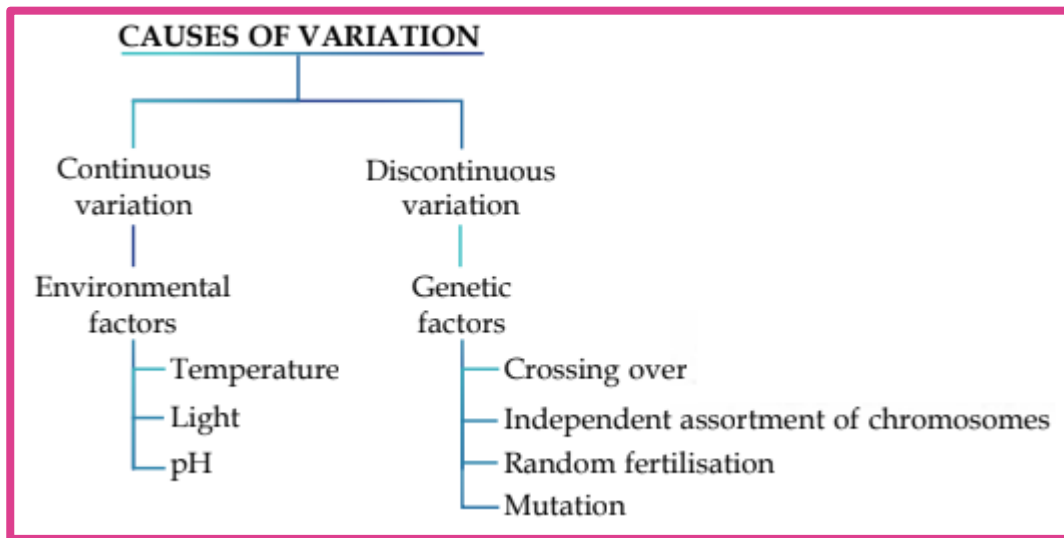 CAUSES OF VARIATION
Continuous
variation
Discontinuous
variation
Environmental
factors
Genetic
factors
Temperature
Light
pH
Crossing over
Independent assortment of chromosomes
Random fertilisation
Mutation